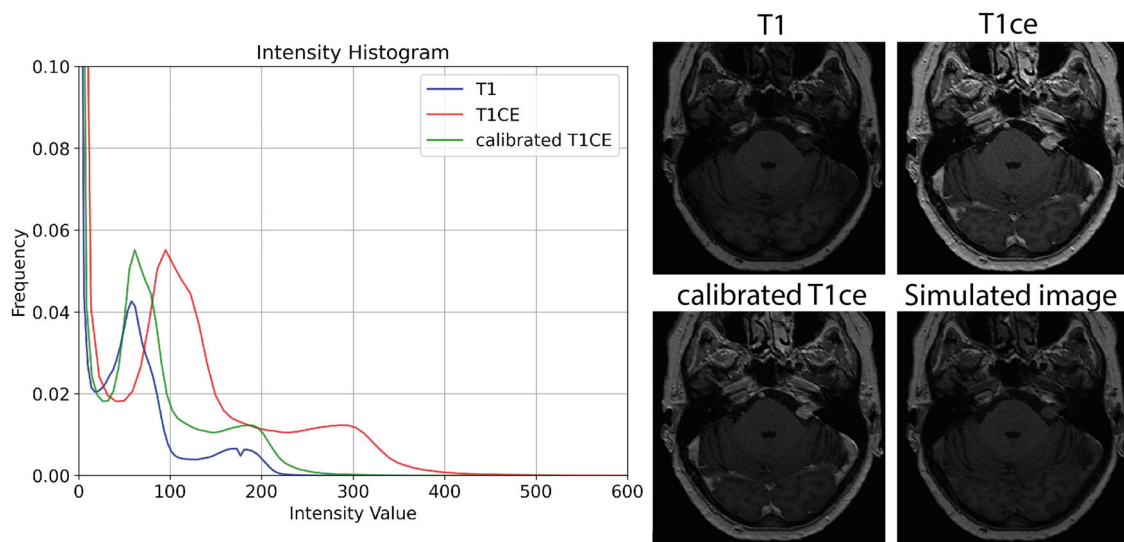 Intensity Histogram
T1
T1CE
calibrated T1CE
Frequency
0.10
0.08
0.06
0.04
0.02
0.00
0
100
200
300
400
500
600
Intensity Value
T1
T1ce
calibrated T1ce
Simulated image